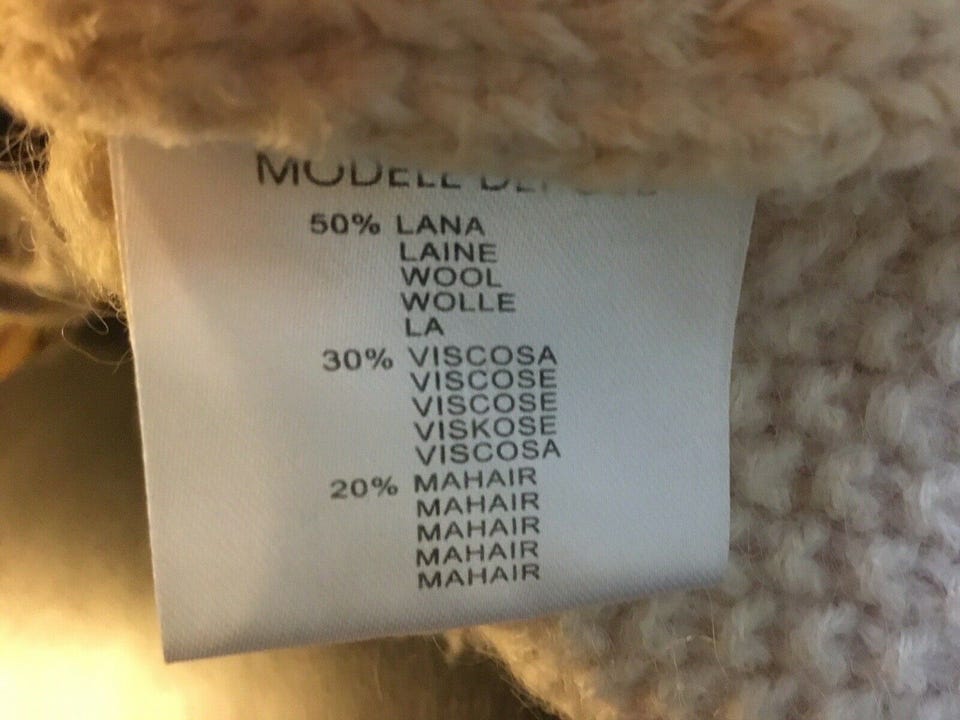 MODELL
50% LANA
LAINE
WOOL
WOLLE
LA
30% VISCOSA
VISCOSE
VISCOSE
VISKOSE
VISCOSA
20% MAHAIR
MAHAIR
MAHAIR
MAHAIR
MAHAIR